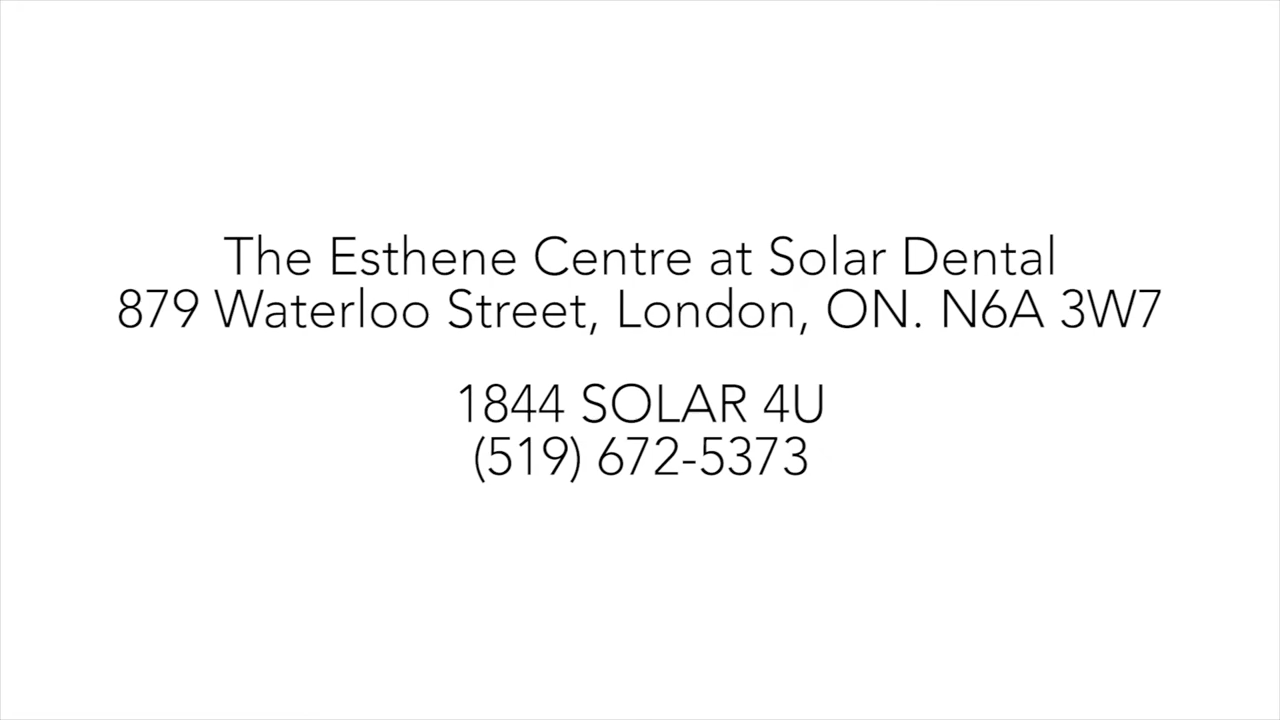 The Esthene Centre at Solar Dental
879 Waterloo Street, London, ON. N6A 3W7
1844 SOLAR 4U
(519) 672-5373